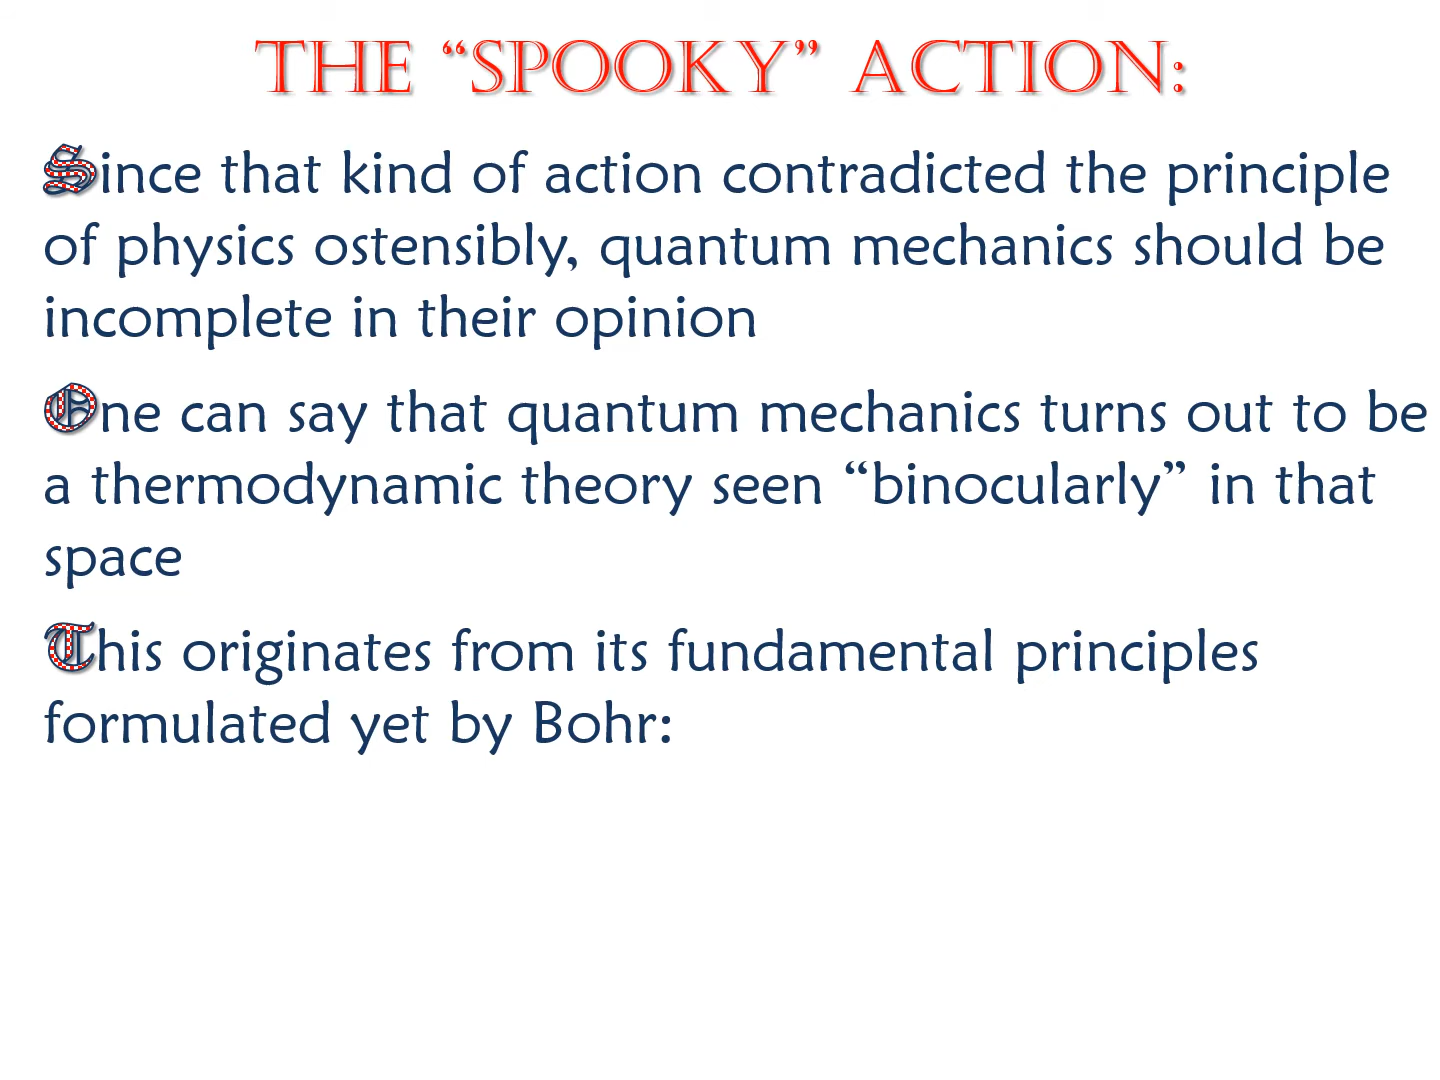 THE “SPOOKY” ACTION:
Since that kind of action contradicted the principle
of physics ostensibly, quantum mechanics should be
incomplete in their opinion
One can say that quantum mechanics turns out to be
a thermodynamic theory seen “binocularly” in that
space
This originates from its fundamental principles
formulated yet by Bohr: